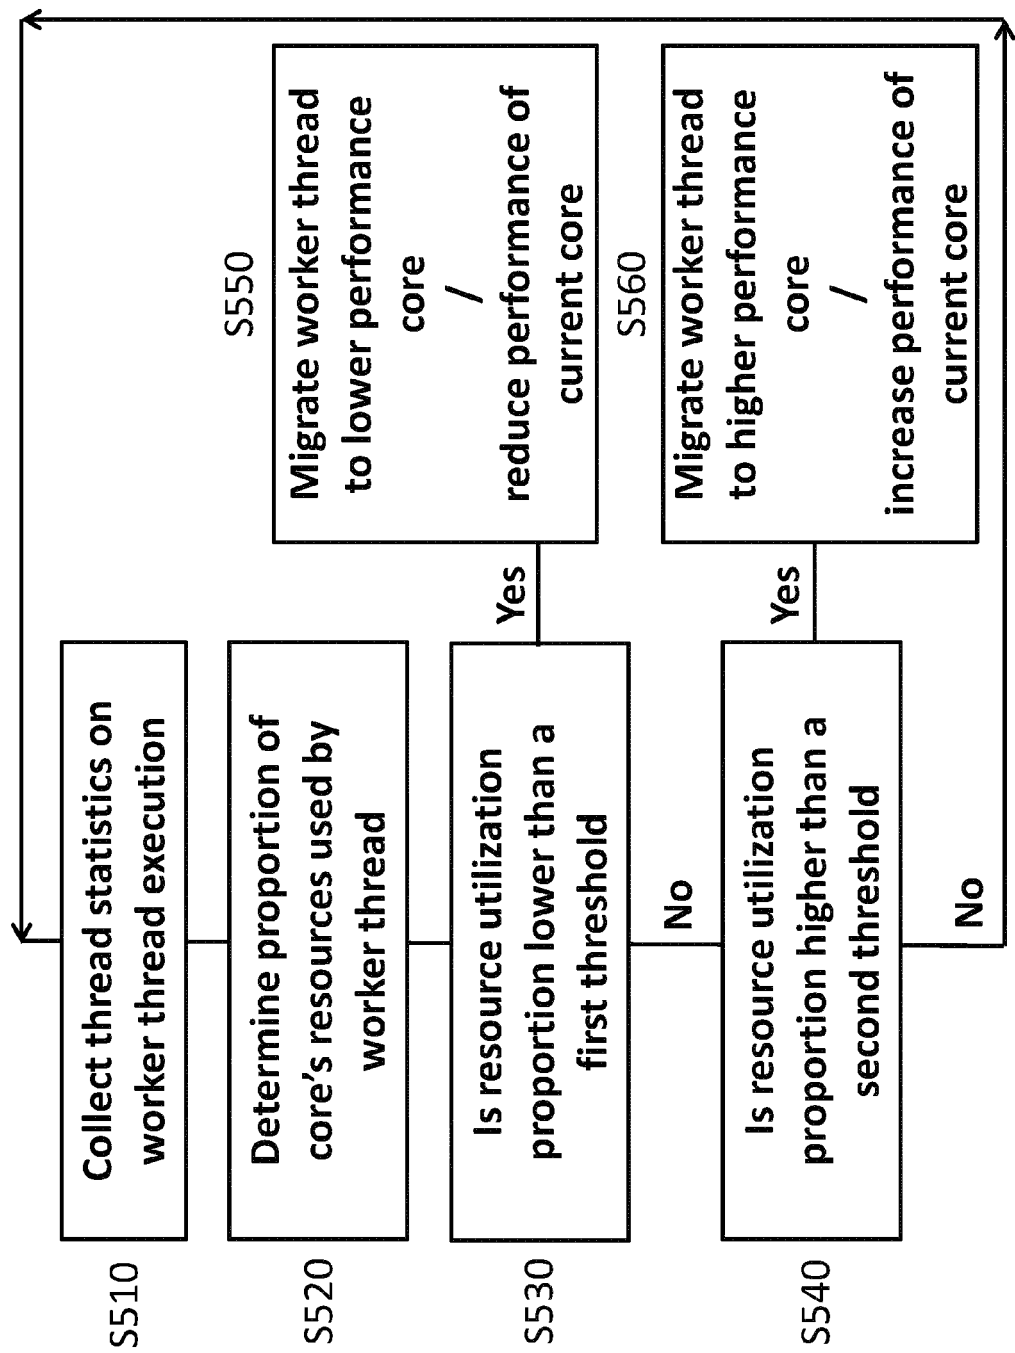 S510
Collect thread statistics on
worker thread execution
S520
Determine proportion of
core's resources used by
worker thread
S530
Is resource utilization
proportion lower than a
first threshold
Yes
No
S550
Migrate worker thread
to lower performance
core
/
reduce performance of
current core
S540
Is resource utilization
proportion higher than a
second threshold
Yes
No
S560
Migrate worker thread
to higher performance
core
/
increase performance of
current core